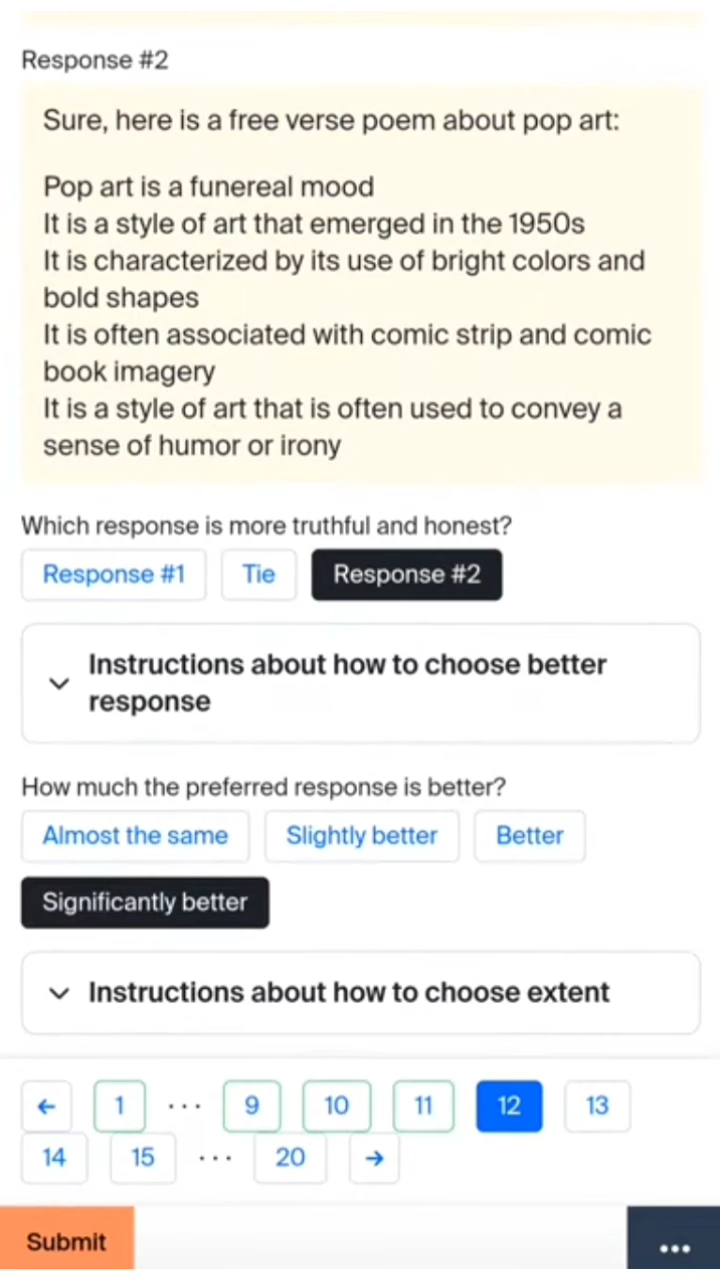 Response #2
Sure, here is a free verse poem about pop art:
Pop art is a funereal mood
It is a style of art that emerged in the 1950s
It is characterized by its use of bright colors and
bold shapes
It is often associated with comic strip and comic
book imagery
It is a style of art that is often used to convey a
sense of humor or irony
Which response is more truthful and honest?
Response #1 Tie Response #2
Instructions about how to choose better
response
How much the preferred response is better?
Almost the same Slightly better Better
Significantly better
Instructions about how to choose extent
← 1 ... 9 10 11 12 13
14 15 ... 20 →
Submit ...